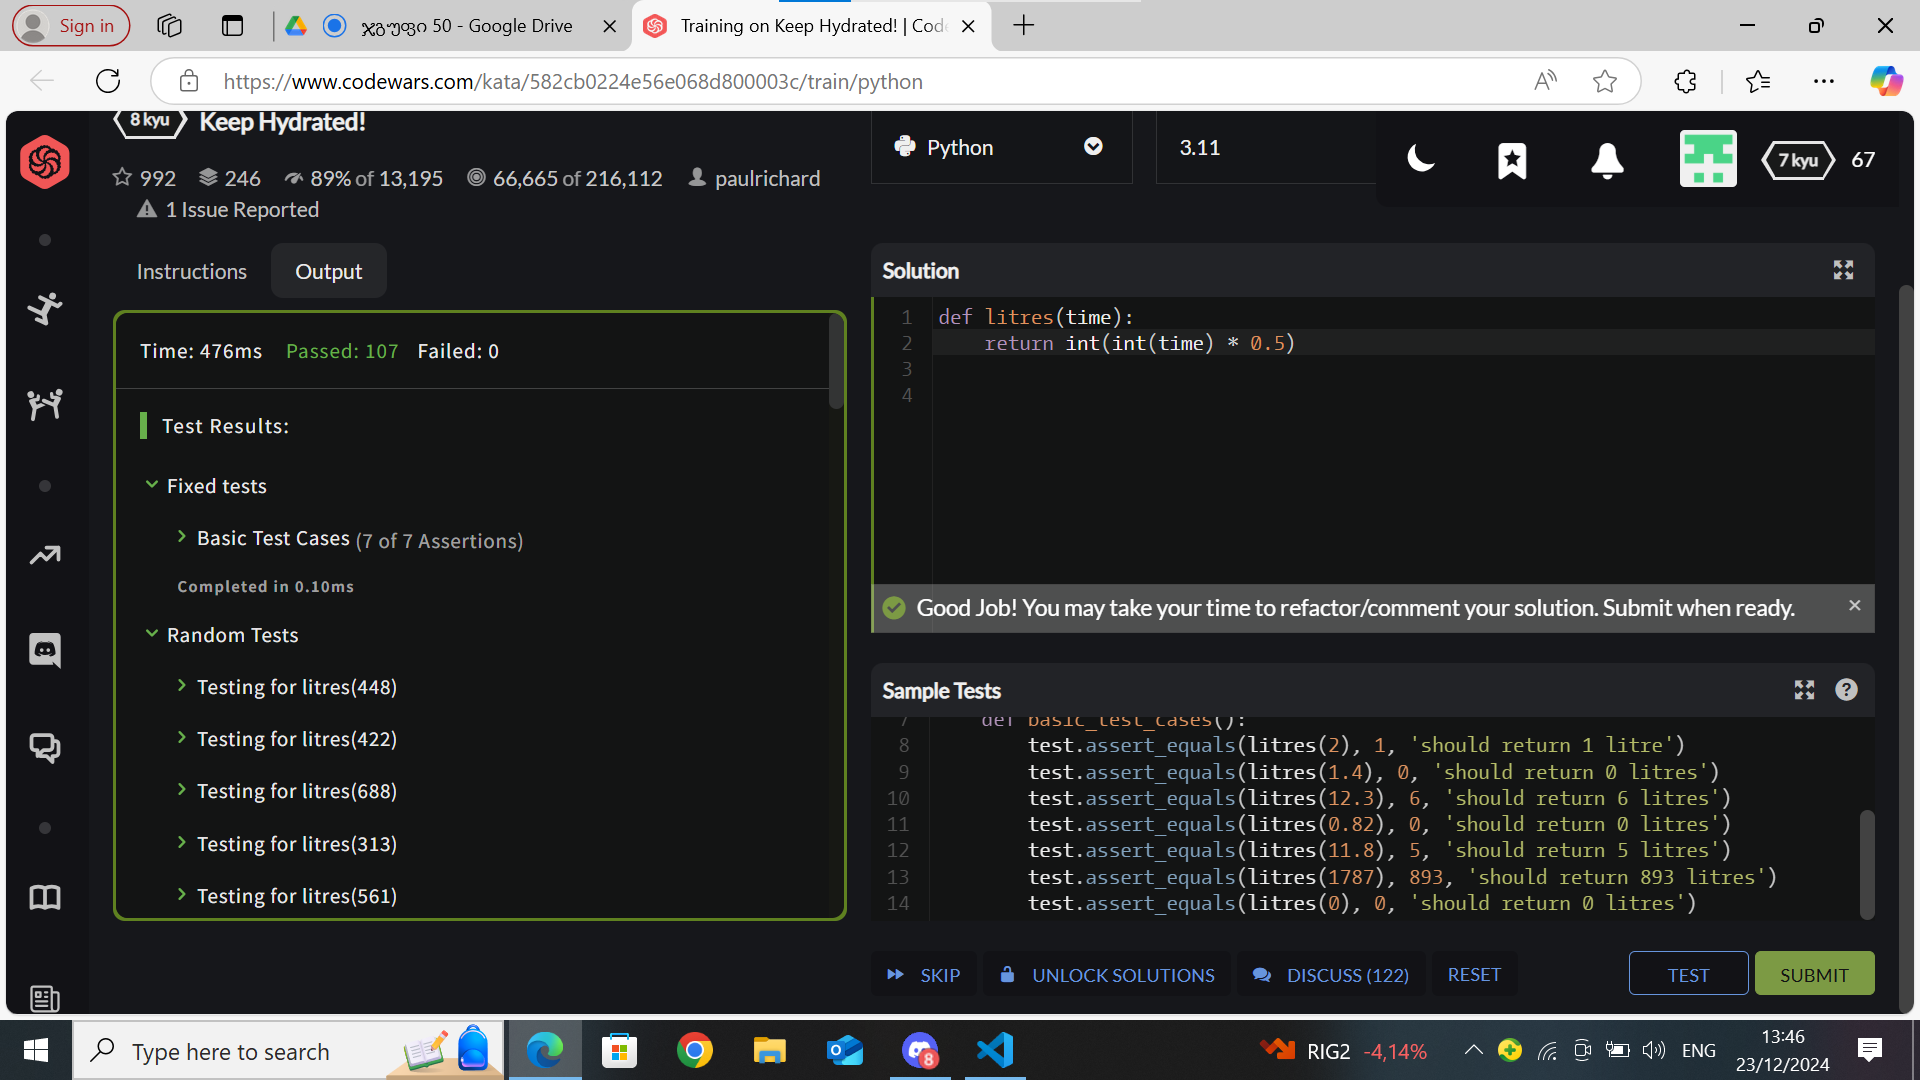 Sign in
ჯგუფი 50 - Google Drive
Training on Keep Hydrated! | Code
https://www.codewars.com/kata/582cb0224e56e068d800003c/train/python
8 kyu
Keep Hydrated!
992 246 89% of 13,195 66,665 of 216,112 paulrichard
1 Issue Reported
Python
3.11
7 kyu 67
Instructions
Output
Time: 476ms Passed: 107 Failed: 0
Test Results:
Fixed tests
Basic Test Cases (7 of 7 Assertions)
Completed in 0.10ms
Random Tests
Testing for litres(448)
Testing for litres(422)
Testing for litres(688)
Testing for litres(313)
Testing for litres(561)
Solution
1 def litres(time):
2 return int(int(time) * 0.5)
3
4
Good Job! You may take your time to refactor/comment your solution. Submit when ready.
Sample Tests
7 def basic_test_cases():
8 test.assert_equals(litres(2), 1, 'should return 1 litre')
9 test.assert_equals(litres(1.4), 0, 'should return 0 litres')
10 test.assert_equals(litres(12.3), 6, 'should return 6 litres')
11 test.assert_equals(litres(0.82), 0, 'should return 0 litres')
12 test.assert_equals(litres(11.8), 5, 'should return 5 litres')
13 test.assert_equals(litres(1787), 893, 'should return 893 litres')
14 test.assert_equals(litres(0), 0, 'should return 0 litres')
SKIP
UNLOCK SOLUTIONS
DISCUSS (122)
RESET
TEST
SUBMIT
Type here to search
8
RIG2 -4,14%
ENG
13:46
23/12/2024